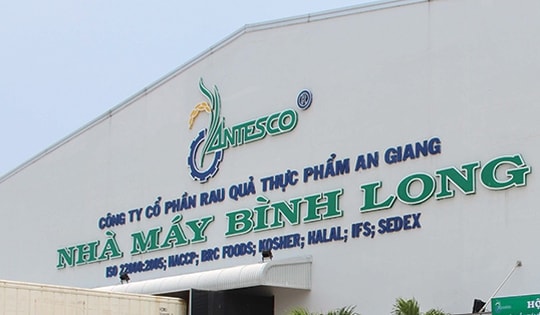 ANTESCO ®
CÔNG TY CỔ PHẦN RAU QUẢ THỰC PHẨM AN GIANG
NHÀ MÁY BÌNH LONG
ISO 22000:2005; HACCP; BRC FOODS; KOSHER; HALAL; IFS; SEDEX